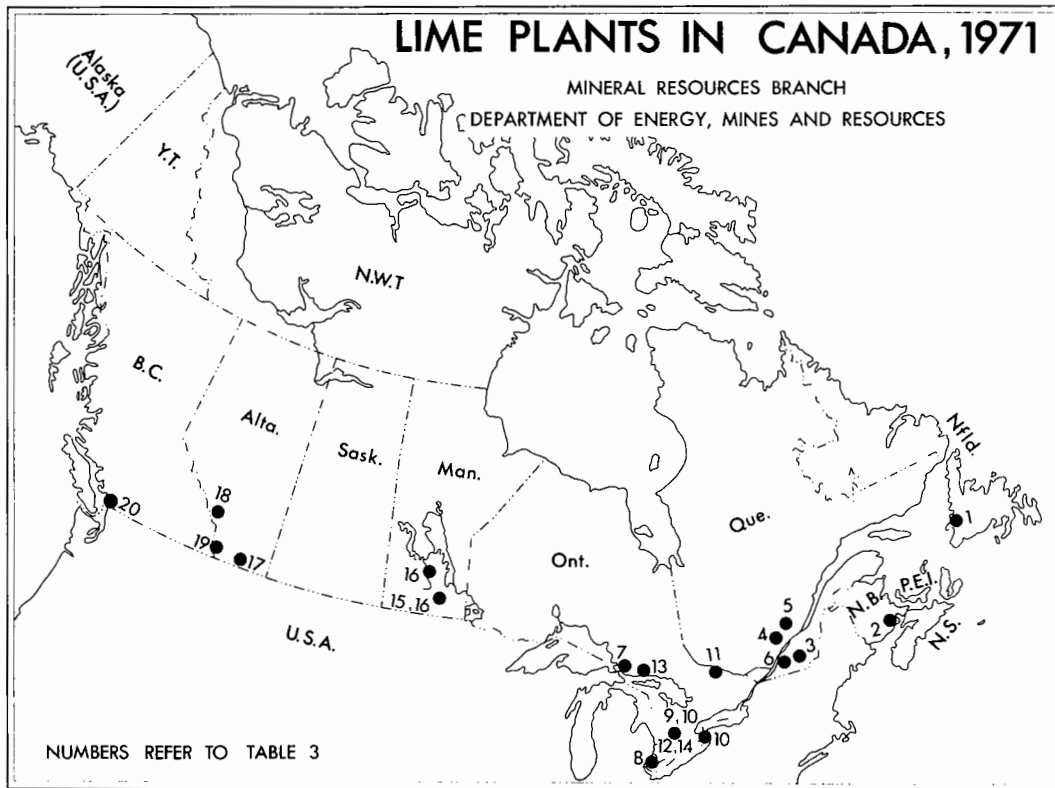 LIME PLANTS IN CANADA, 1971
MINERAL RESOURCES BRANCH
DEPARTMENT OF ENERGY, MINES AND RESOURCES
Alaska
(U.S.A.)
Y.T.
N.W.T
B.C.
Alta.
Sask.
Man.
Ont.
Que.
Nfld.
P.E.I.
N.B.
N.S.
U.S.A.
20
18
19
17
16
15, 16
1
2
5
4
6
3
7
13
11
9, 10
12, 14
10
8
NUMBERS REFER TO TABLE 3